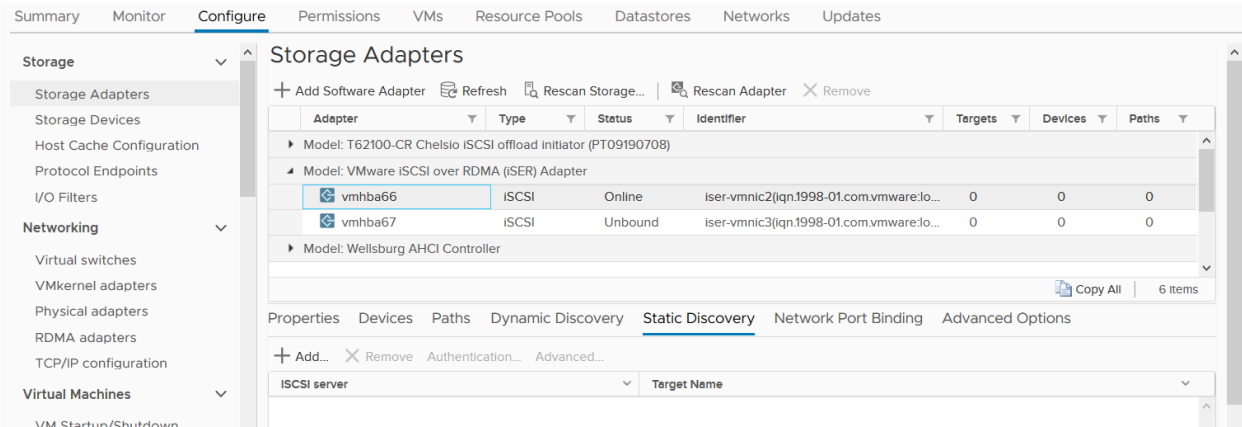 Summary Monitor Configure Permissions VMs Resource Pools Datastores Networks Updates
Storage
Storage Adapters
Storage Devices
Host Cache Configuration
Protocol Endpoints
I/O Filters
Networking
Virtual switches
VMkernel adapters
Physical adapters
RDMA adapters
TCP/IP configuration
Virtual Machines
VM Startup/Shutdown
Storage Adapters
+ Add Software Adapter Refresh Rescan Storage... Rescan Adapter Remove
Adapter Type Status Identifier Targets Devices Paths
Model: T62100-CR Chelsio iSCSI offload initiator (PT09190708)
Model: VMware iSCSI over RDMA (iSER) Adapter
vmhba66 iSCSI Online iser-vmnic2(iqn.1998-01.com.vmware:lo... 0 0 0
vmhba67 iSCSI Unbound iser-vmnic3(iqn.1998-01.com.vmware:lo... 0 0 0
Model: Wellsburg AHCI Controller
Copy All 6 items
Properties Devices Paths Dynamic Discovery Static Discovery Network Port Binding Advanced Options
+ Add... Remove Authentication... Advanced...
iSCSI server Target Name